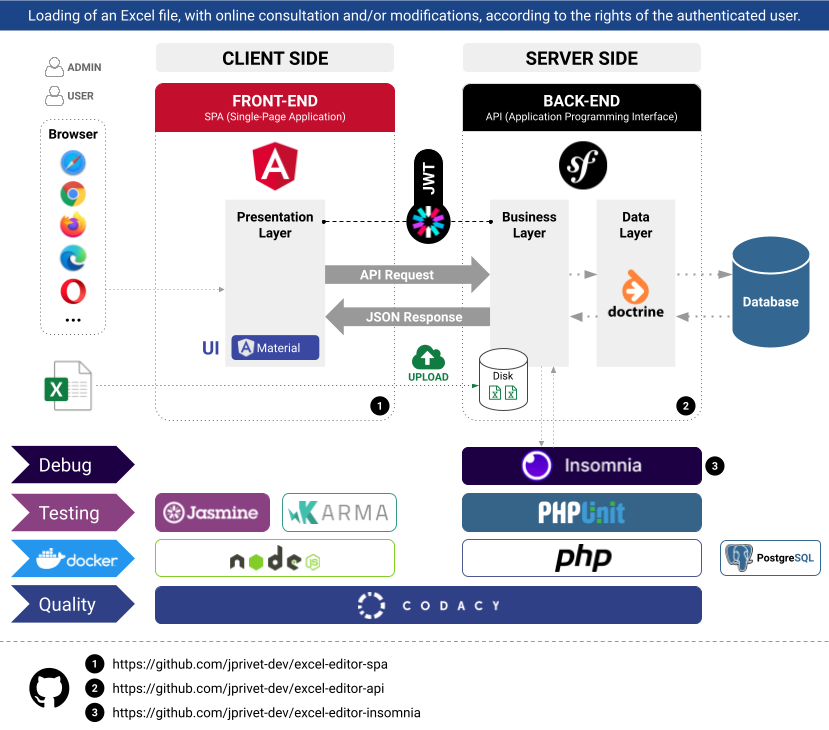 Loading of an Excel file, with online consultation and/or modifications, according to the rights of the authenticated user.
CLIENT SIDE
SERVER SIDE
ADMIN
USER
Browser
...
FRONT-END
SPA (Single-Page Application)
BACK-END
API (Application Programming Interface)
A
sf
JWT
Presentation
Layer
Business
Layer
Data
Layer
API Request
JSON Response
doctrine
Database
UI
A Material
X
UPLOAD
Disk
X X
1
2
Debug
Insomnia
3
Testing
Jasmine
KARMA
PHPUnit
docker
node
JS
php
PostgreSQL
Quality
CODACY
1 https://github.com/jprivet-dev/excel-editor-spa
2 https://github.com/jprivet-dev/excel-editor-api
3 https://github.com/jprivet-dev/excel-editor-insomnia